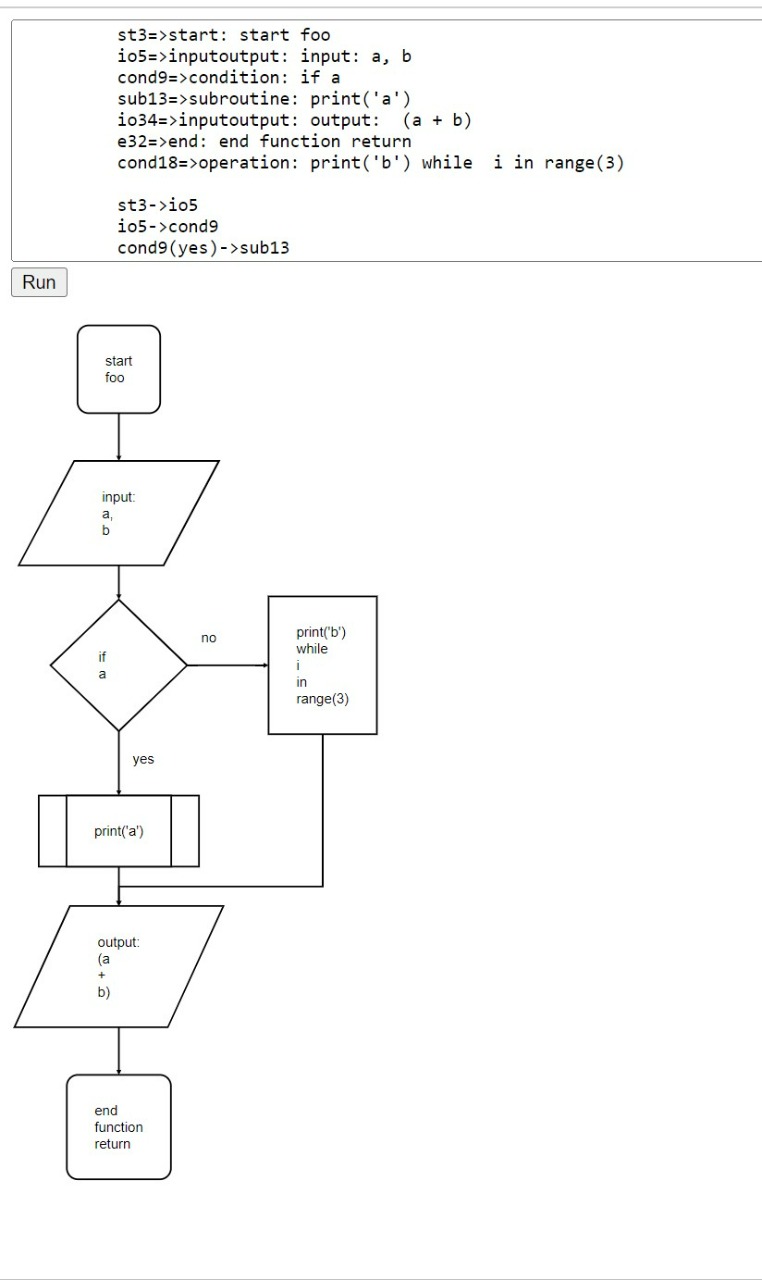 st3=>start: start foo
io5=>inputoutput: input: a, b
cond9=>condition: if a
sub13=>subroutine: print('a')
io34=>inputoutput: output:  (a + b)
e32=>end: end function return
cond18=>operation: print('b') while  i in range(3)
st3->io5
io5->cond9
cond9(yes)->sub13
Run
start
foo
input:
a,
b
if
a
no
print('b')
while
i
in
range(3)
yes
print('a')
output:
(a
+
b)
end
function
return